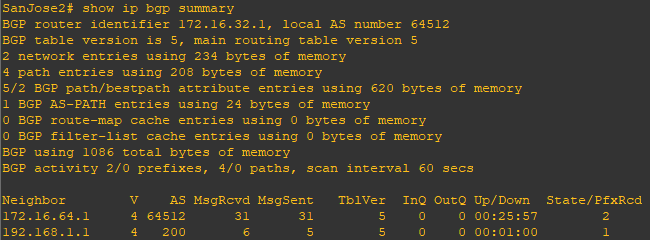 SanJose2# show ip bgp summary
BGP router identifier 172.16.32.1, local AS number 64512
BGP table version is 5, main routing table version 5
2 network entries using 234 bytes of memory
4 path entries using 208 bytes of memory
5/2 BGP path/bestpath attribute entries using 620 bytes of memory
1 BGP AS-PATH entries using 24 bytes of memory
0 BGP route-map cache entries using 0 bytes of memory
0 BGP filter-list cache entries using 0 bytes of memory
BGP using 1086 total bytes of memory
BGP activity 2/0 prefixes, 4/0 paths, scan interval 60 secs
Neighbor V AS MsgRcvd MsgSent TblVer InQ OutQ Up/Down State/PfxRcd
172.16.64.1 4 64512 31 31 5 0 0 00:25:57 2
192.168.1.1 4 200 6 5 5 0 0 00:01:00 1